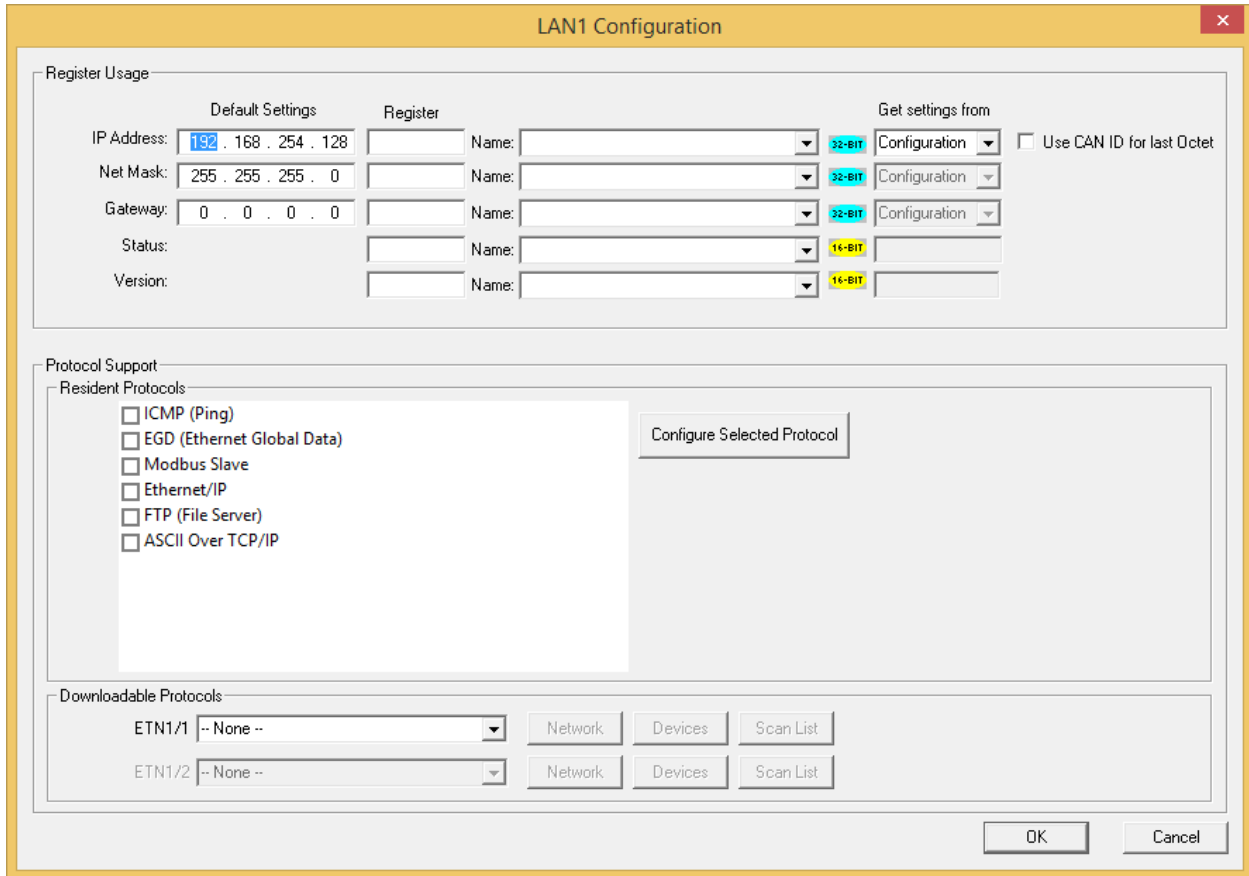 LAN1 Configuration
Register Usage
Default Settings Register Get settings from
IP Address: 192 . 168 . 254 . 128 Name: 32-BIT Configuration Use CAN ID for last Octet
Net Mask: 255 . 255 . 255 . 0 Name: 32-BIT Configuration
Gateway: 0 . 0 . 0 . 0 Name: 32-BIT Configuration
Status: Name: 16-BIT
Version: Name: 16-BIT
Protocol Support
Resident Protocols
ICMP (Ping)
EGD (Ethernet Global Data) Configure Selected Protocol
Modbus Slave
Ethernet/IP
FTP (File Server)
ASCII Over TCP/IP
Downloadable Protocols
ETN1/1 -- None -- Network Devices Scan List
ETN1/2 -- None -- Network Devices Scan List
OK Cancel